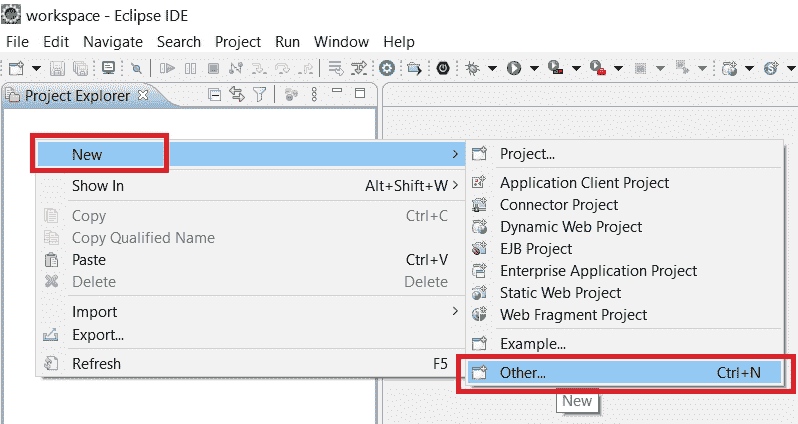 workspace - Eclipse IDE
File Edit Navigate Search Project Run Window Help
Project Explorer
New
Show In Alt+Shift+W
Copy Ctrl+C
Copy Qualified Name
Paste Ctrl+V
Delete Delete
Import
Export...
Refresh F5
Project...
Application Client Project
Connector Project
Dynamic Web Project
EJB Project
Enterprise Application Project
Static Web Project
Web Fragment Project
Example...
Other... Ctrl+N
New